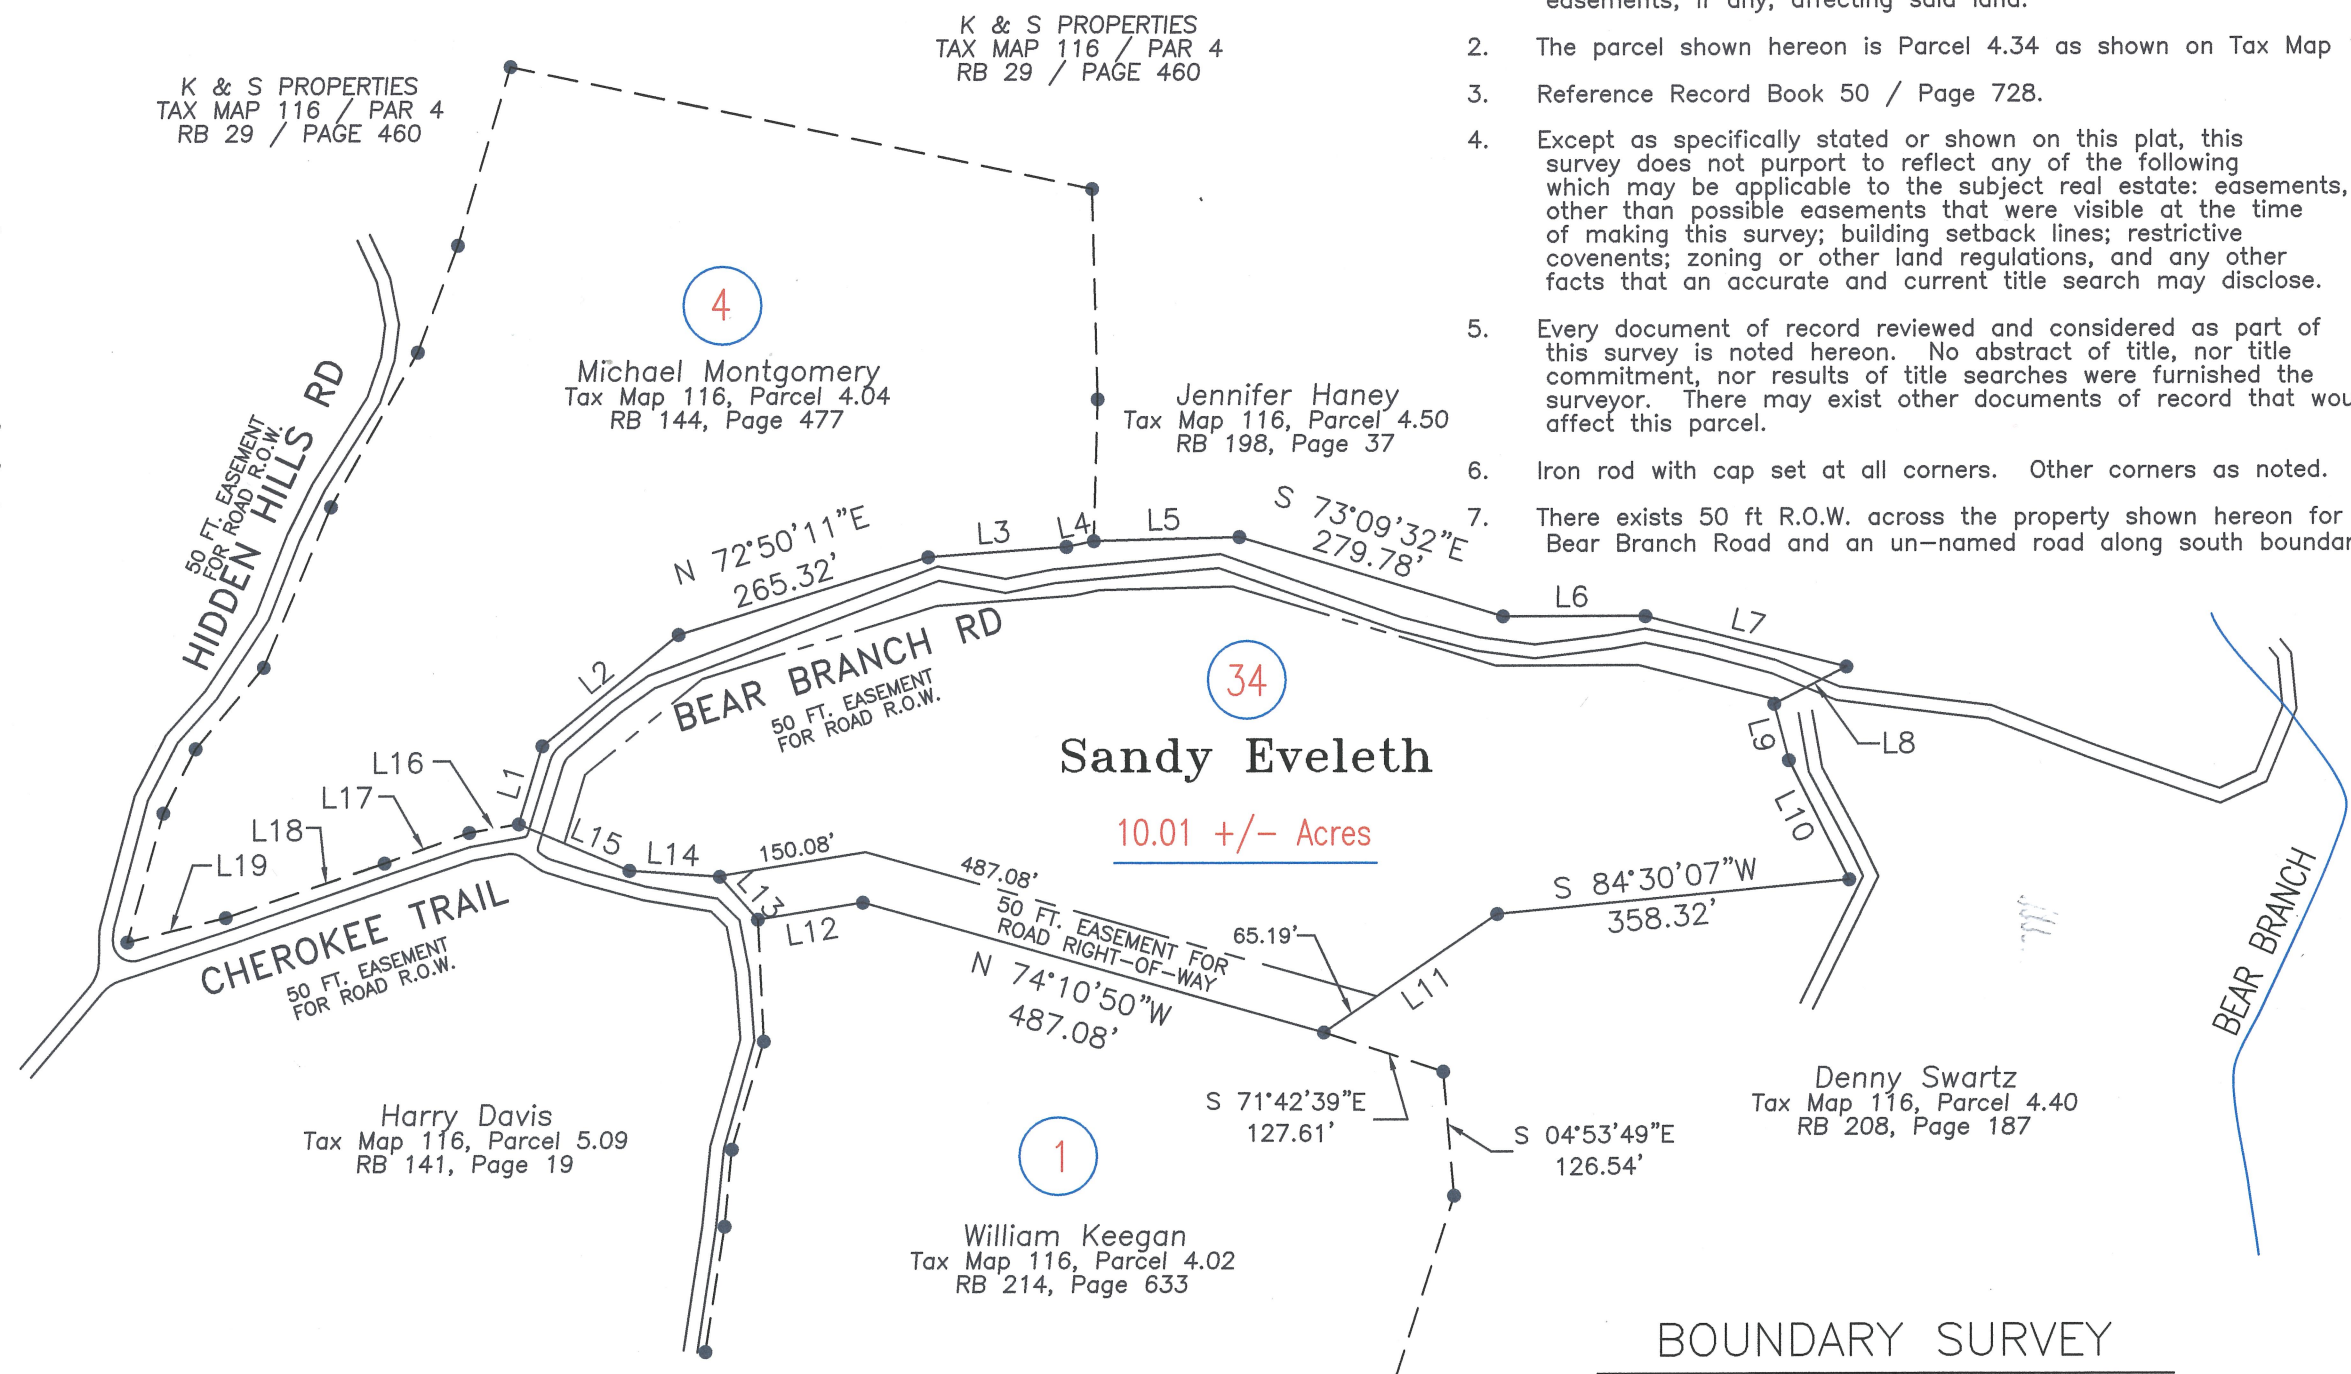 K & S PROPERTIES
TAX MAP 116 / PAR 4
RB 29 / PAGE 460
K & S PROPERTIES
TAX MAP 116 / PAR 4
RB 29 / PAGE 460
easements, if any, affecting said land.
2. The parcel shown hereon is Parcel 4.34 as shown on Tax Map
3. Reference Record Book 50 / Page 728.
4. Except as specifically stated or shown on this plat, this
survey does not purport to reflect any of the following
which may be applicable to the subject real estate: easements,
other than possible easements that were visible at the time
of making this survey; building setback lines; restrictive
covenents; zoning or other land regulations, and any other
facts that an accurate and current title search may disclose.
5. Every document of record reviewed and considered as part of
this survey is noted hereon. No abstract of title, nor title
commitment, nor results of title searches were furnished the
surveyor. There may exist other documents of record that wou
affect this parcel.
6. Iron rod with cap set at all corners. Other corners as noted.
7. There exists 50 ft R.O.W. across the property shown hereon for
Bear Branch Road and an un-named road along south boundar
4
Michael Montgomery
Tax Map 116, Parcel 4.04
RB 144, Page 477
Jennifer Haney
Tax Map 116, Parcel 4.50
RB 198, Page 37
HIDDEN HILLS RD
50 FT. EASEMENT
FOR ROAD R.O.W.
N 72°50'11"E
265.32'
L3
L4
L5
S 73°09'32"E
279.78'
L6
L7
L2
BEAR BRANCH RD
50 FT. EASEMENT
FOR ROAD R.O.W.
34
Sandy Eveleth
10.01 +/- Acres
L8
L9
L10
L1
L16
L17
L18
L19
L15
L14
150.08'
L13
L12
487.08'
50 FT. EASEMENT FOR
ROAD RIGHT-OF-WAY
65.19'
L11
S 84°30'07"W
358.32'
N 74°10'50"W
487.08'
CHEROKEE TRAIL
50 FT. EASEMENT
FOR ROAD R.O.W.
BEAR BRANCH
S 71°42'39"E
127.61'
S 04°53'49"E
126.54'
Harry Davis
Tax Map 116, Parcel 5.09
RB 141, Page 19
Denny Swartz
Tax Map 116, Parcel 4.40
RB 208, Page 187
1
William Keegan
Tax Map 116, Parcel 4.02
RB 214, Page 633
BOUNDARY SURVEY